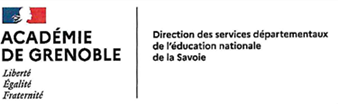 ACADÉMIE
DE GRENOBLE
Liberté
Égalité
Fraternité
Direction des services départementaux
de l'éducation nationale
de la Savoie